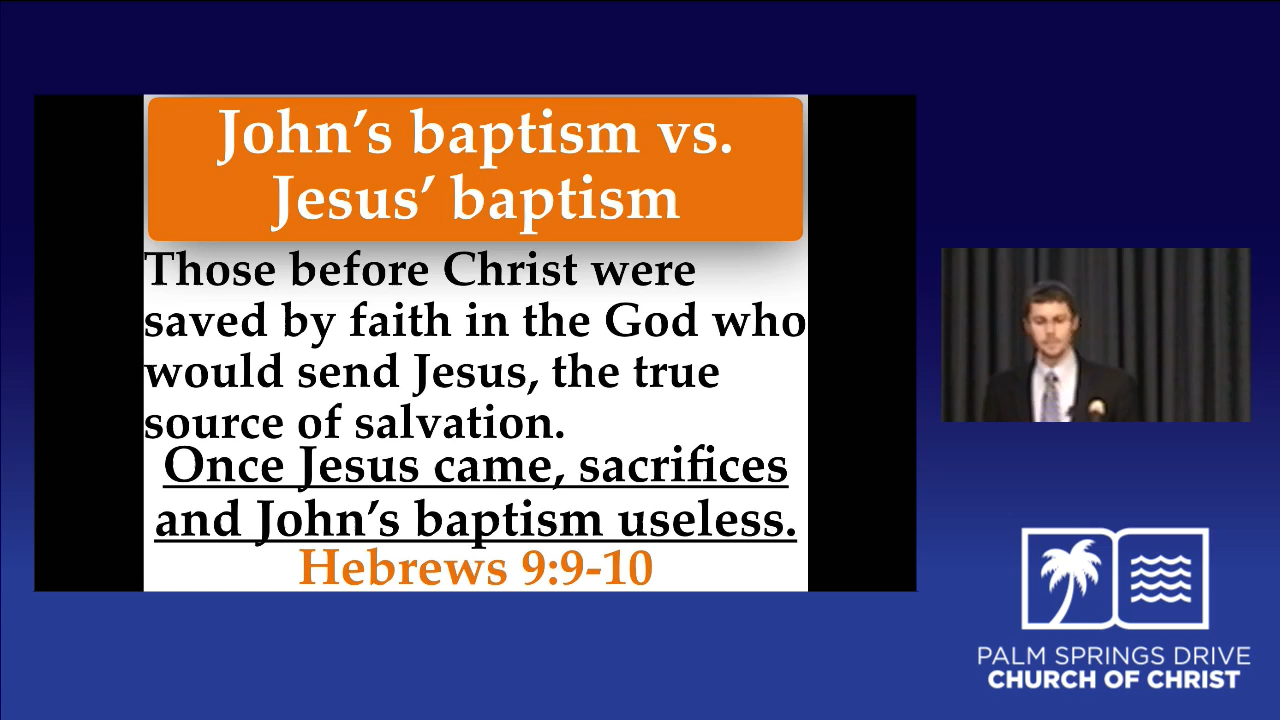 John’s baptism vs.
Jesus’ baptism
Those before Christ were
saved by faith in the God who
would send Jesus, the true
source of salvation.
Once Jesus came, sacrifices
and John’s baptism useless.
Hebrews 9:9-10
PALM SPRINGS DRIVE
CHURCH OF CHRIST